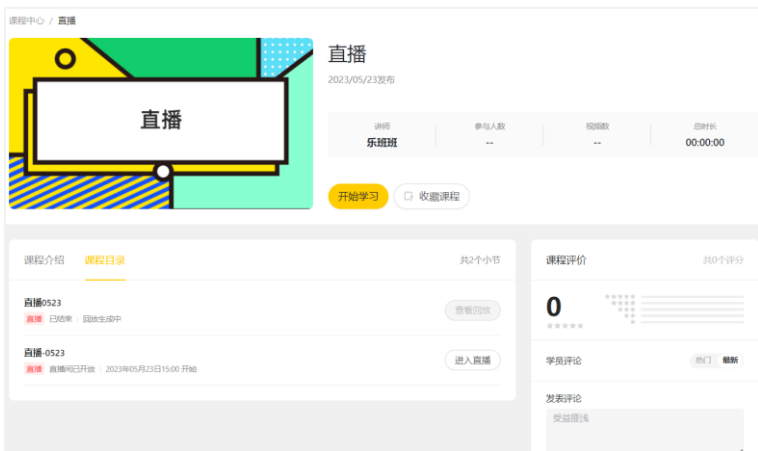 课程中心 / 直播
直播
直播
2023/05/23发布
讲师
乐班班
参与人数
--
视频数
--
总时长
00:00:00
开始学习
收藏课程
课程介绍 课程目录 共2个小节
直播0523
直播 已结束 回放生成中
查看回放
直播-0523
直播 直播间已开放 2023年05月23日15:00 开始
进入直播
课程评价 共0个评分
0
学员评论 热门 最新
发表评论
受益匪浅